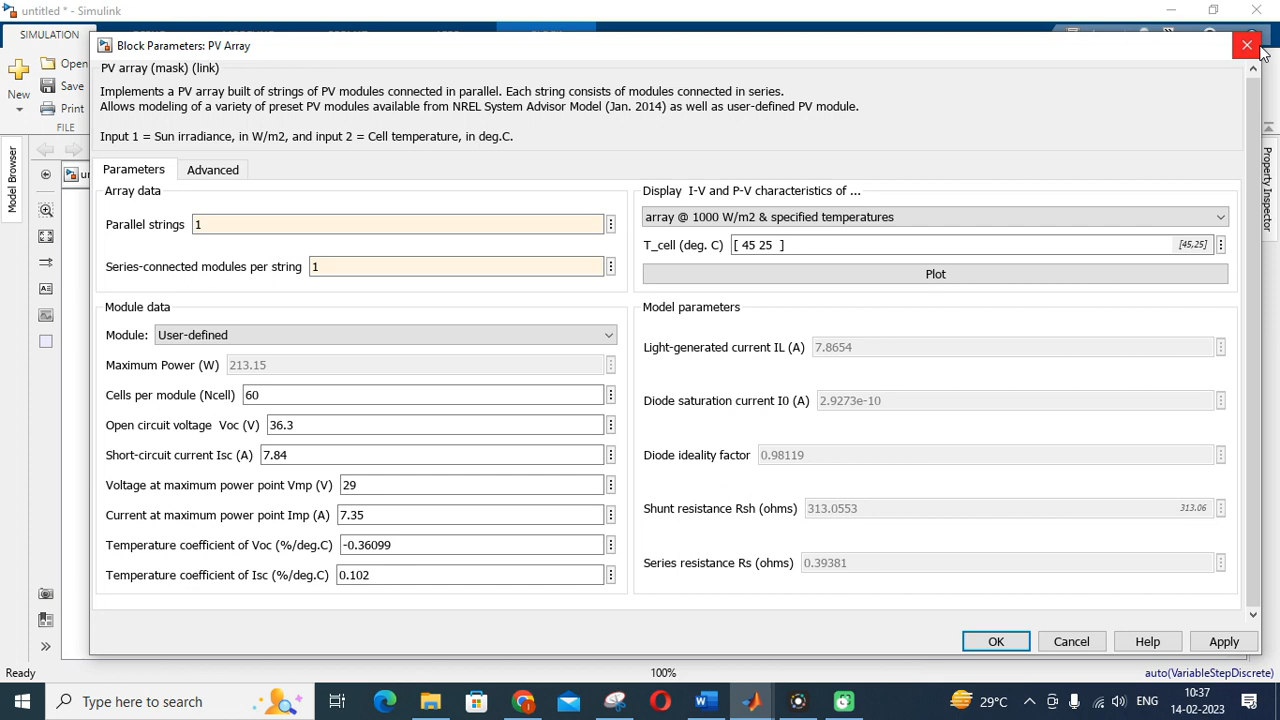 untitled * - Simulink
SIMULATION
Block Parameters: PV Array
New
Open
Save
Print
FILE
Model Browser
Property Inspector
PV array (mask) (link)
Implements a PV array built of strings of PV modules connected in parallel. Each string consists of modules connected in series.
Allows modeling of a variety of preset PV modules available from NREL System Advisor Model (Jan. 2014) as well as user-defined PV module.
Input 1 = Sun irradiance, in W/m2, and input 2 = Cell temperature, in deg.C.
Parameters Advanced
Array data
Parallel strings 1
Series-connected modules per string 1
Display I-V and P-V characteristics of ...
array @ 1000 W/m2 & specified temperatures
T_cell (deg. C) [ 45 25 ] [45,25]
Plot
Module data
Module: User-defined
Maximum Power (W) 213.15
Cells per module (Ncell) 60
Open circuit voltage Voc (V) 36.3
Short-circuit current Isc (A) 7.84
Voltage at maximum power point Vmp (V) 29
Current at maximum power point Imp (A) 7.35
Temperature coefficient of Voc (%/deg.C) -0.36099
Temperature coefficient of Isc (%/deg.C) 0.102
Model parameters
Light-generated current IL (A) 7.8654
Diode saturation current I0 (A) 2.9273e-10
Diode ideality factor 0.98119
Shunt resistance Rsh (ohms) 313.0553 313.06
Series resistance Rs (ohms) 0.39381
OK Cancel Help Apply
Ready 100% auto(VariableStepDiscrete)
Type here to search
29°C
ENG
10:37
14-02-2023